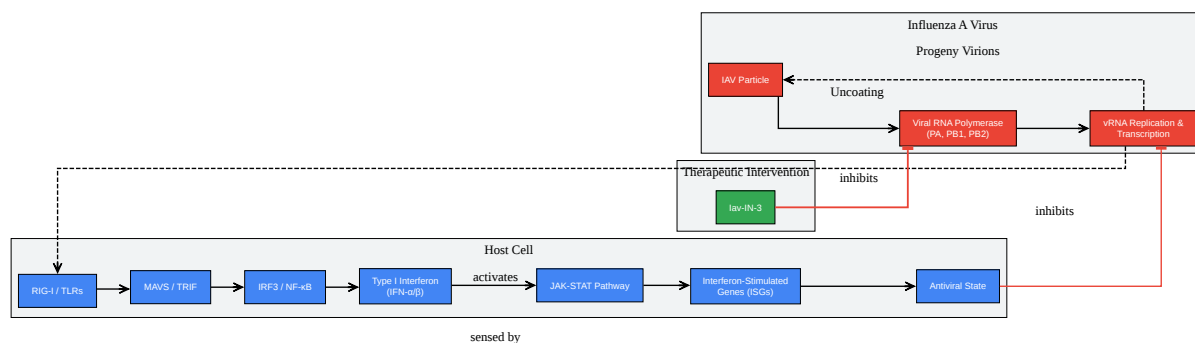 Influenza A Virus
Progeny Virions
IAV Particle
Uncoating
Viral RNA Polymerase
(PA, PB1, PB2)
vRNA Replication &
Transcription
Therapeutic Intervention
inhibits
Iav-IN-3
inhibits
Host Cell
RIG-I / TLRs
MAVS / TRIF
IRF3 / NF-κB
Type I Interferon
(IFN-α/β)
activates
JAK-STAT Pathway
Interferon-Stimulated
Genes (ISGs)
Antiviral State
sensed by